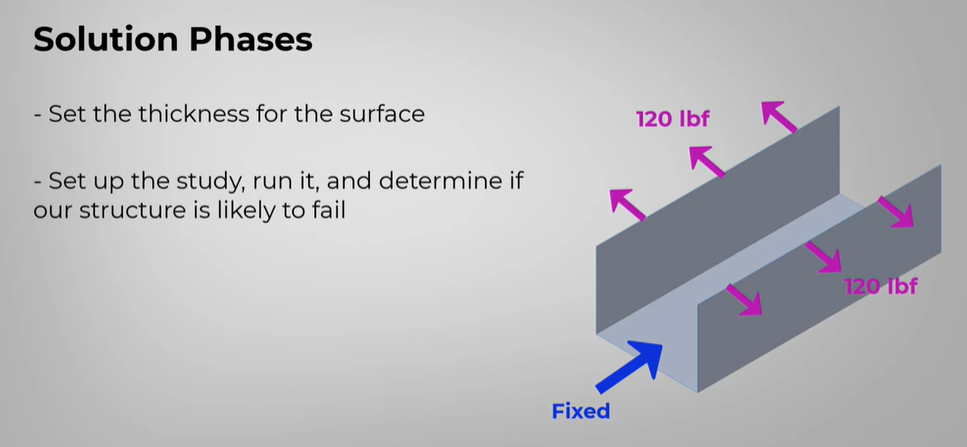 Solution Phases
- Set the thickness for the surface
- Set up the study, run it, and determine if
our structure is likely to fail
120 lbf
120 lbf
Fixed